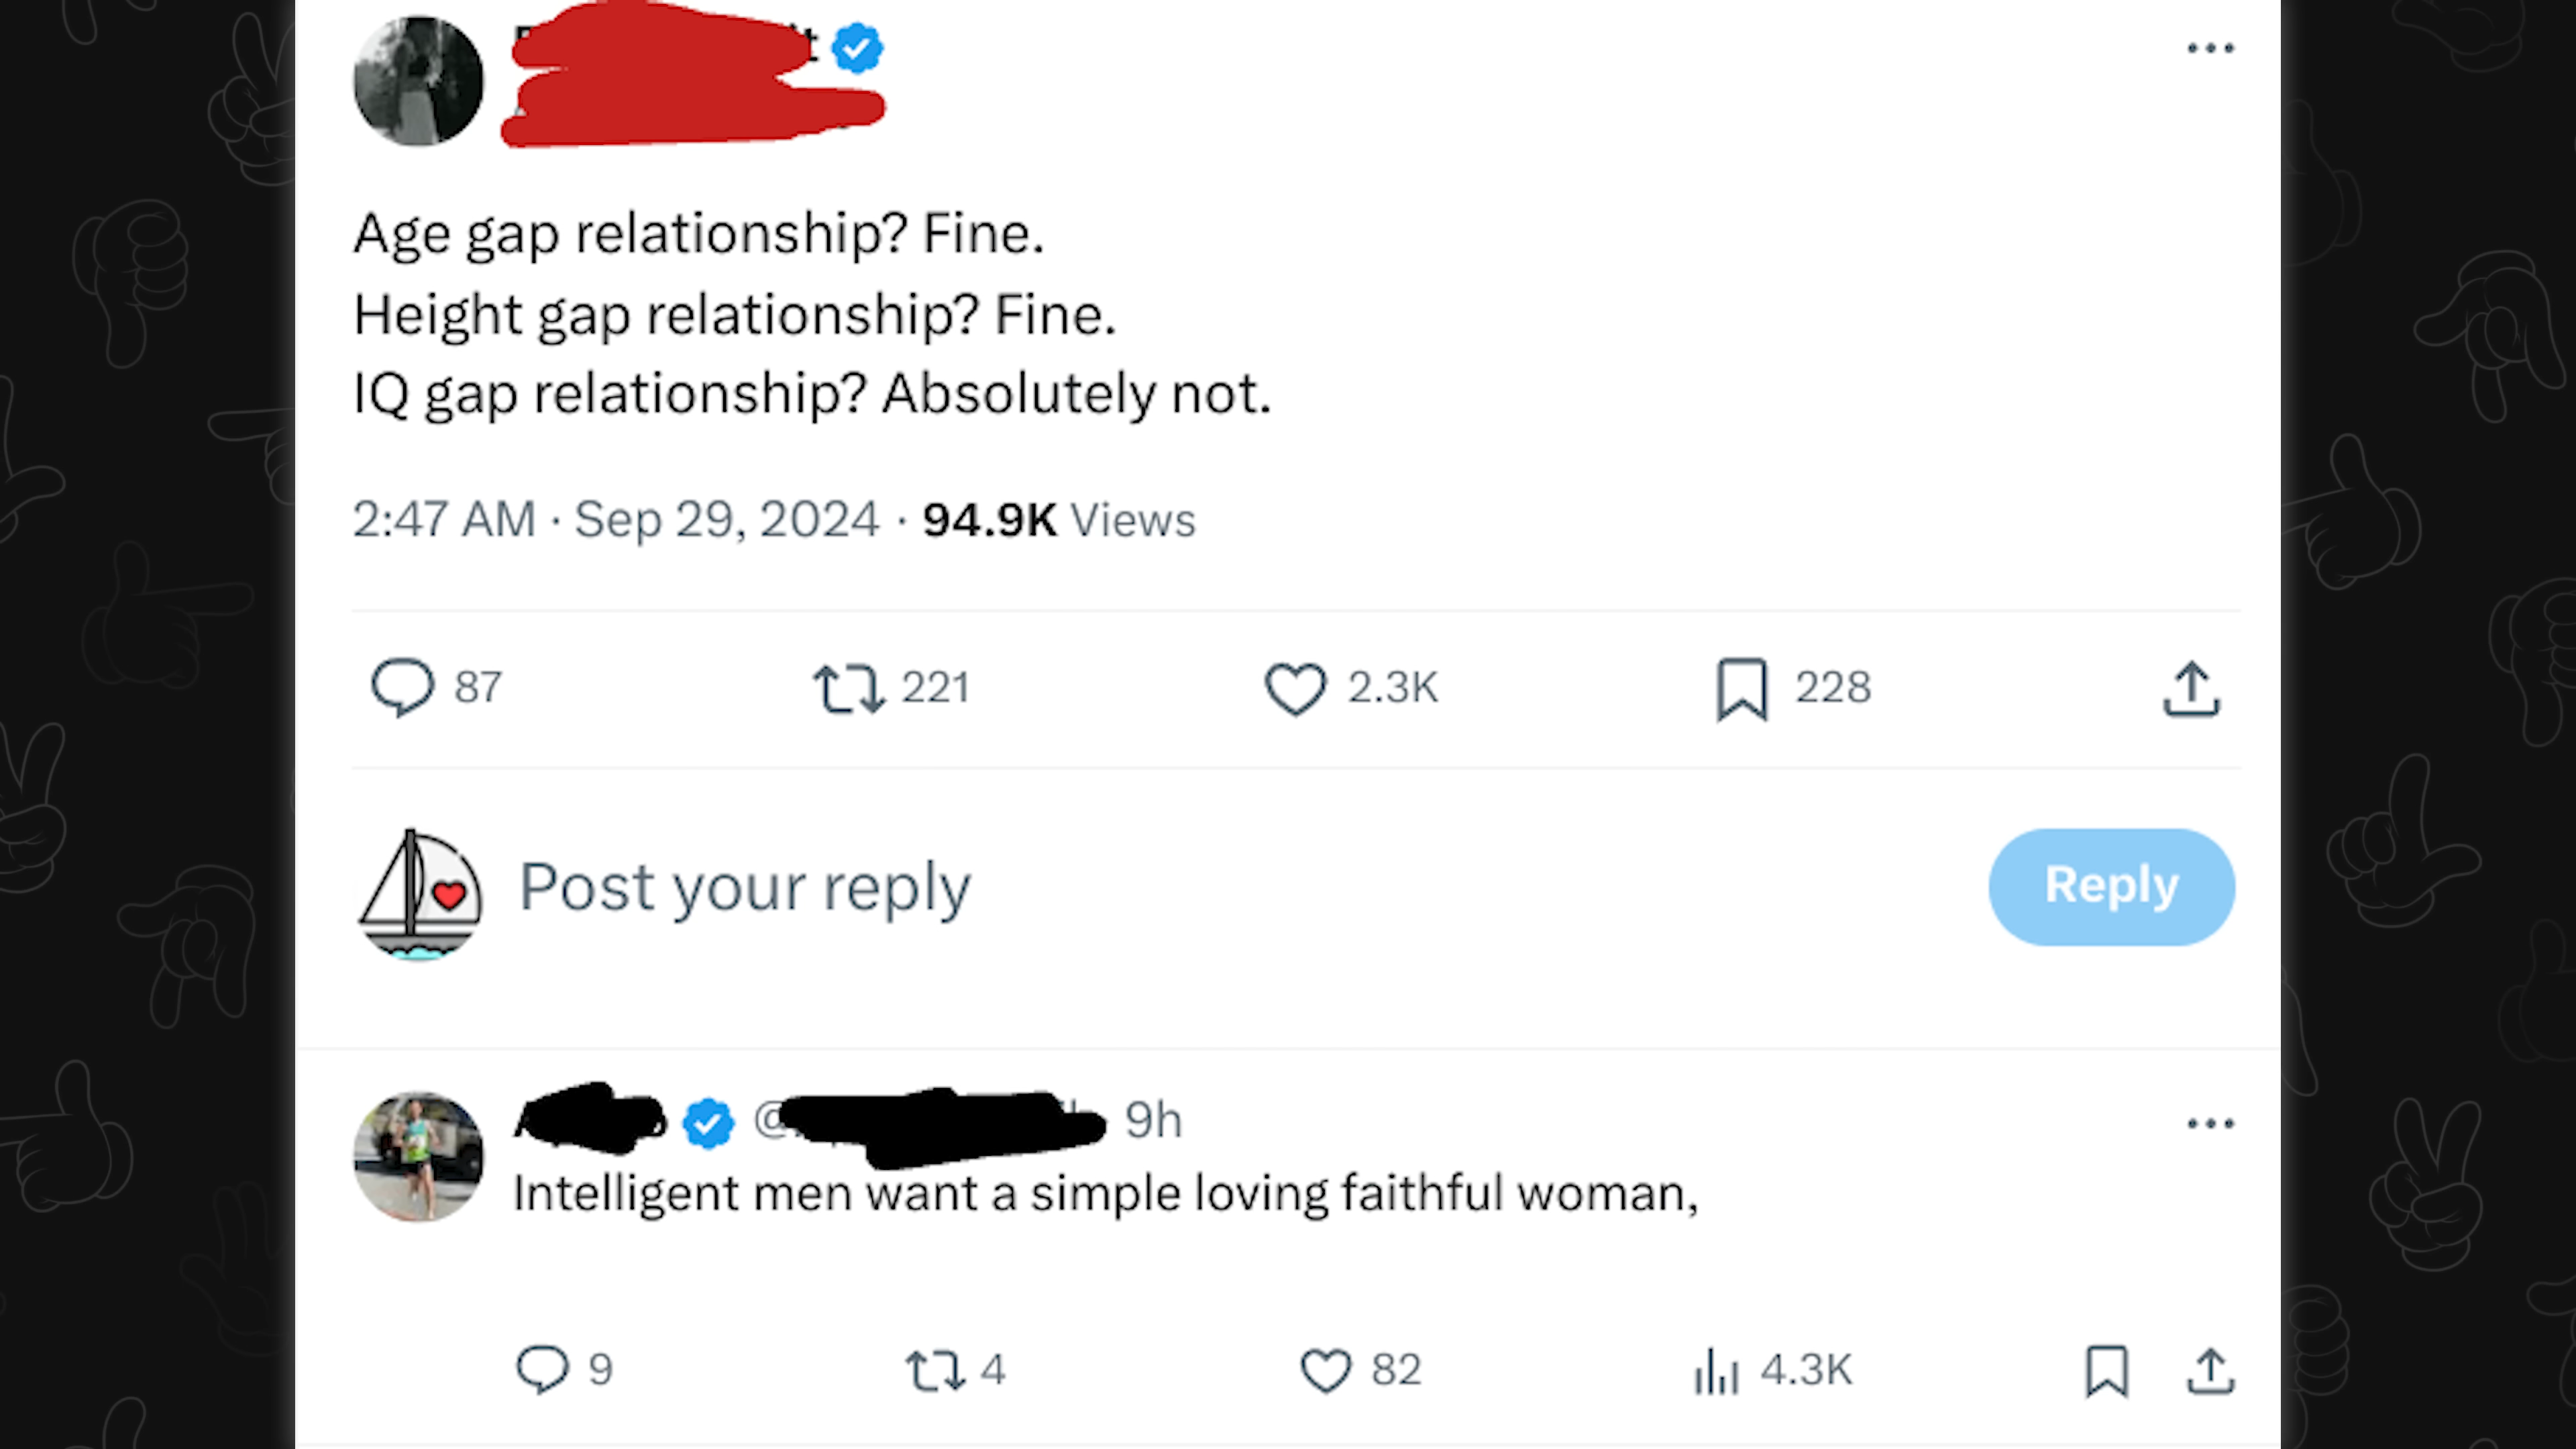 Age gap relationship? Fine.
Height gap relationship? Fine.
IQ gap relationship? Absolutely not.
2:47 AM · Sep 29, 2024 · 94.9K Views
87 221 2.3K 228
Post your reply
Reply
@ 9h
Intelligent men want a simple loving faithful woman,
9 4 82 4.3K